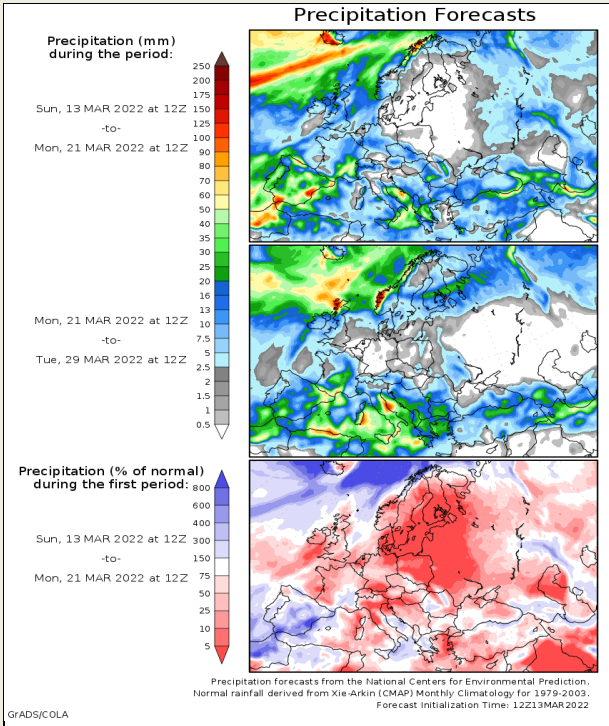 Precipitation Forecasts
Precipitation (mm)
during the period:
250
200
175
150
125
100
90
80
70
60
50
40
35
30
25
20
16
13
10
7.5
5
2.5
2
1.5
1
0.5
Sun, 13 MAR 2022 at 12Z
-to-
Mon, 21 MAR 2022 at 12Z
Mon, 21 MAR 2022 at 12Z
-to-
Tue, 29 MAR 2022 at 12Z
Precipitation (% of normal)
during the first period:
800
600
400
300
150
75
50
25
10
5
Sun, 13 MAR 2022 at 12Z
-to-
Mon, 21 MAR 2022 at 12Z
Precipitation forecasts from the National Centers for Environmental Prediction.
Normal rainfall derived from Xie-Arkin (CMAP) Monthly Climatology for 1979-2003.
Forecast Initialization Time: 12Z13MAR2022
GrADS/COLA